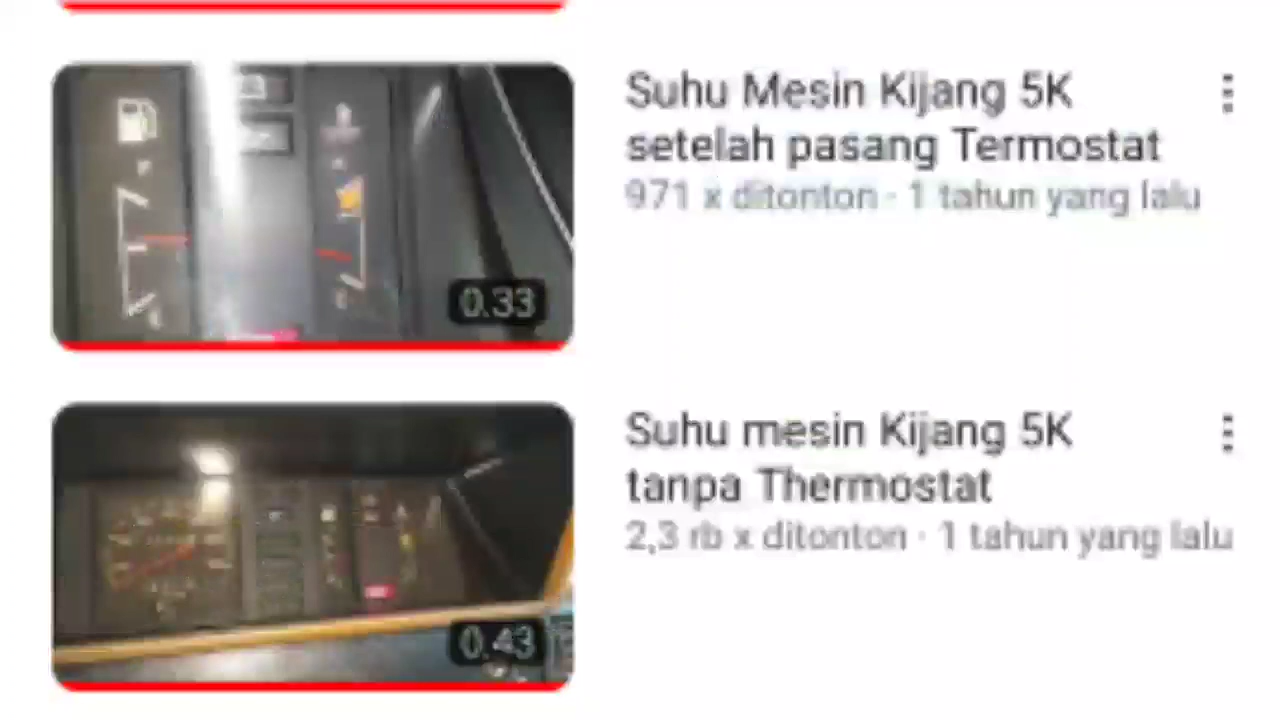 Suhu Mesin Kijang 5K
setelah pasang Termostat
971 x ditonton · 1 tahun yang lalu
0.33
Suhu mesin Kijang 5K
tanpa Thermostat
2,3 rb x ditonton · 1 tahun yang lalu
0.43